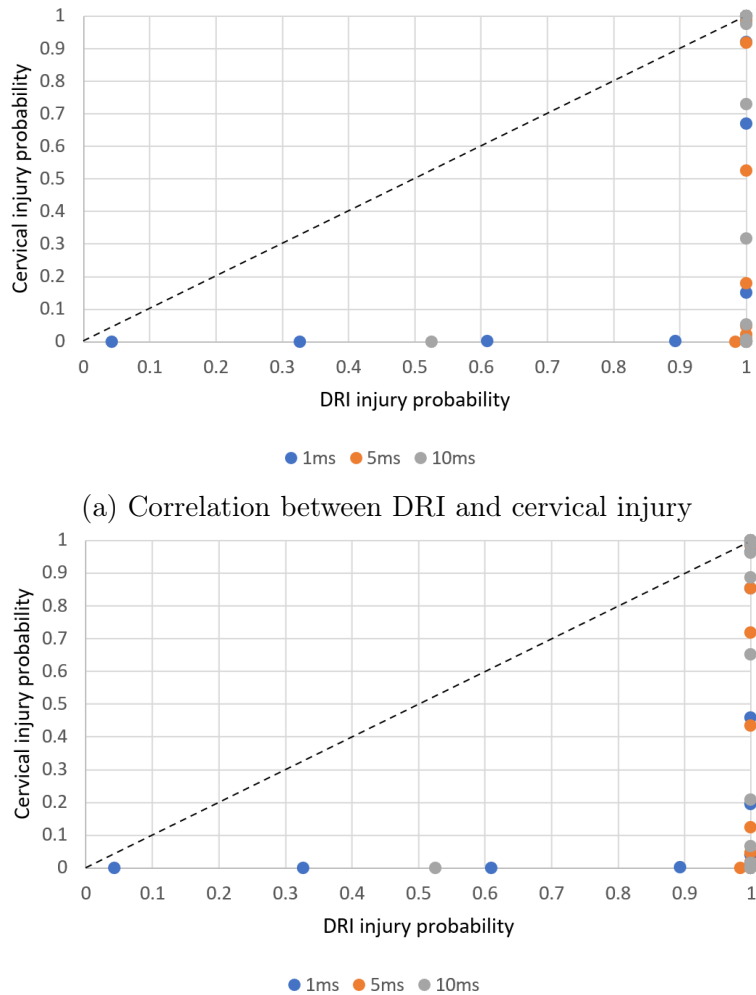 1
0.9
0.8
0.7
0.6
0.5
0.4
0.3
0.2
0.1
0
Cervical injury probability
0 0.1 0.2 0.3 0.4 0.5 0.6 0.7 0.8 0.9 1
DRI injury probability
1ms 5ms 10ms
(a) Correlation between DRI and cervical injury
1
0.9
0.8
0.7
0.6
0.5
0.4
0.3
0.2
0.1
0
Cervical injury probability
0 0.1 0.2 0.3 0.4 0.5 0.6 0.7 0.8 0.9 1
DRI injury probability
1ms 5ms 10ms